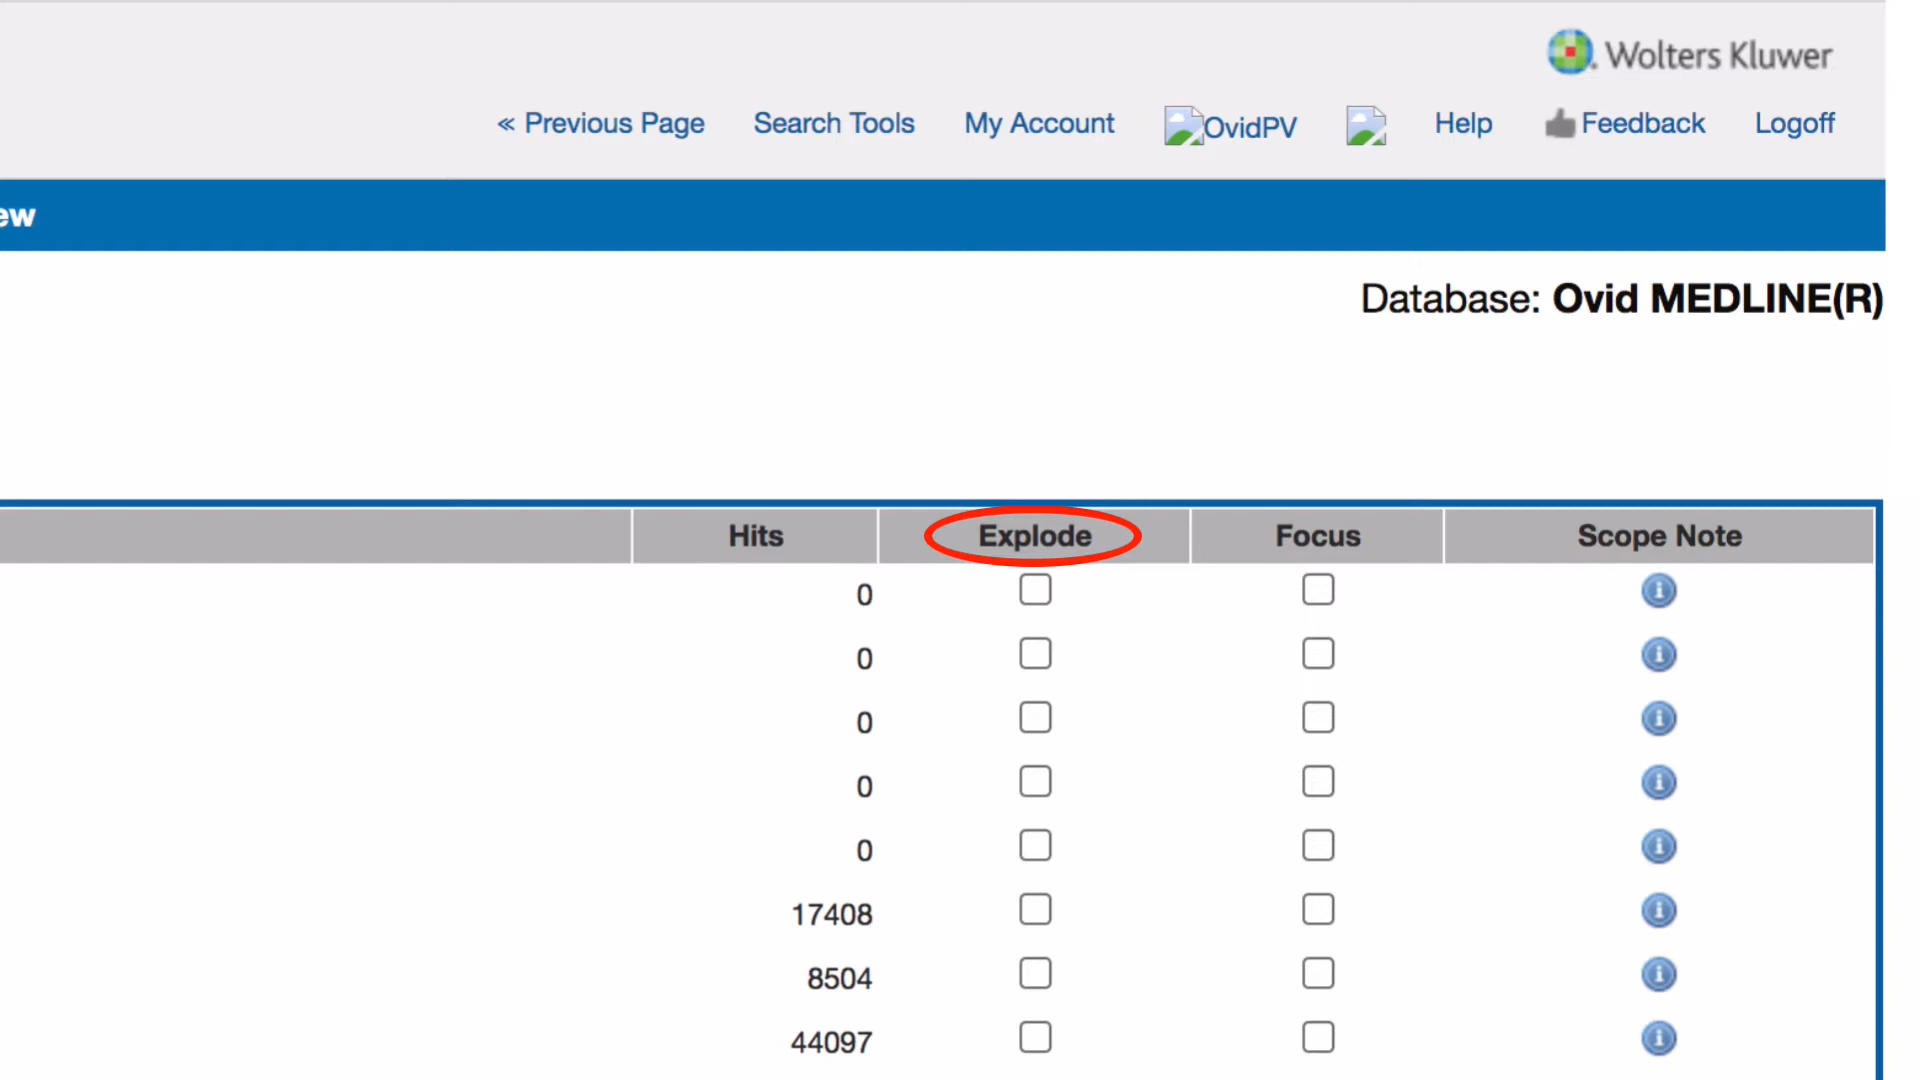 Wolters Kluwer
« Previous Page Search Tools My Account OvidPV Help Feedback Logoff
ew
Database: Ovid MEDLINE(R)
Hits Explode Focus Scope Note
0
0
0
0
0
17408
8504
44097